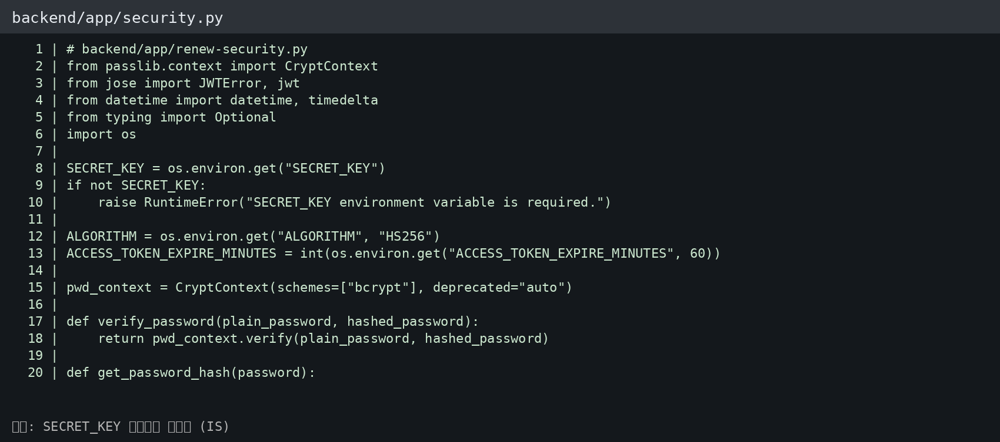 backend/app/security.py
1 | # backend/app/renew-security.py
2 | from passlib.context import CryptContext
3 | from jose import JWTError, jwt
4 | from datetime import datetime, timedelta
5 | from typing import Optional
6 | import os
7 |
8 | SECRET_KEY = os.environ.get("SECRET_KEY")
9 | if not SECRET_KEY:
10 |     raise RuntimeError("SECRET_KEY environment variable is required.")
11 |
12 | ALGORITHM = os.environ.get("ALGORITHM", "HS256")
13 | ACCESS_TOKEN_EXPIRE_MINUTES = int(os.environ.get("ACCESS_TOKEN_EXPIRE_MINUTES", 60))
14 |
15 | pwd_context = CryptContext(schemes=["bcrypt"], deprecated="auto")
16 |
17 | def verify_password(plain_password, hashed_password):
18 |     return pwd_context.verify(plain_password, hashed_password)
19 |
20 | def get_password_hash(password):
: SECRET_KEY (IS)